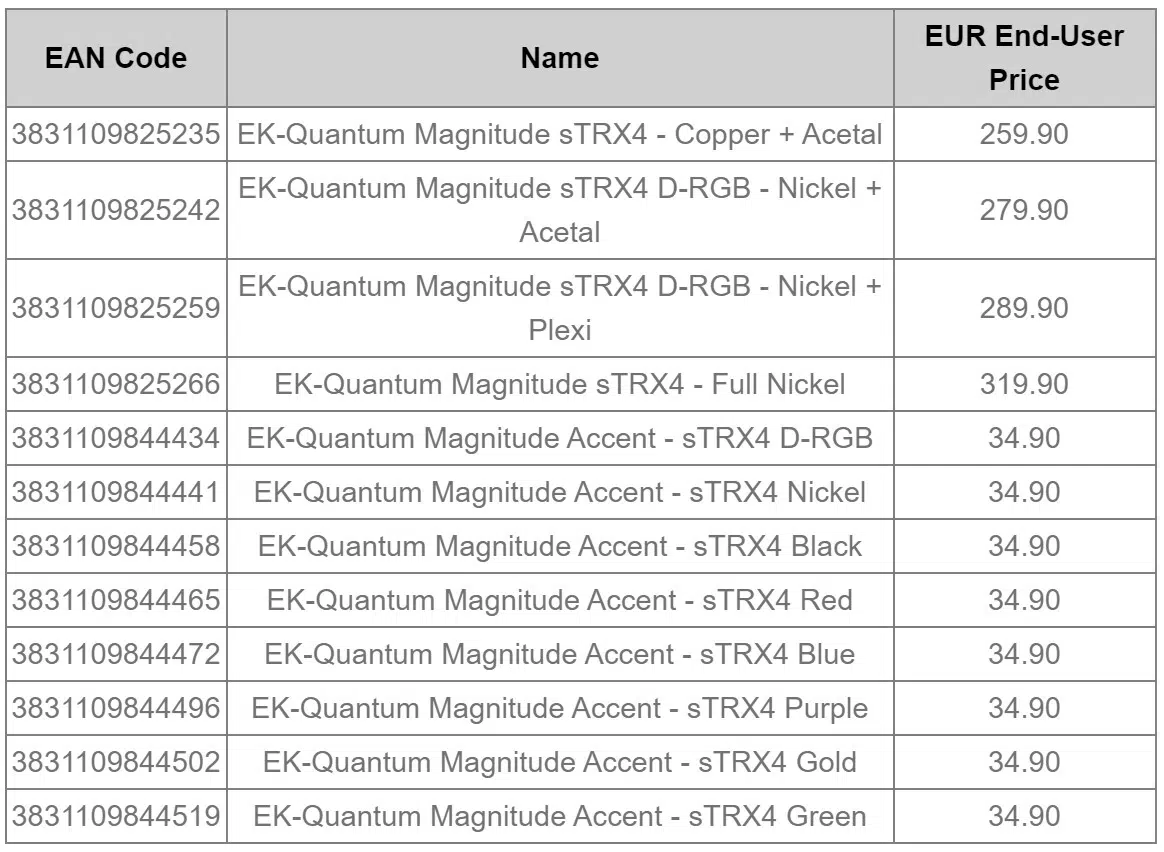 EAN Code Name EUR End-User
Price
3831109825235 EK-Quantum Magnitude sTRX4 - Copper + Acetal 259.90
3831109825242 EK-Quantum Magnitude sTRX4 D-RGB - Nickel +
Acetal 279.90
3831109825259 EK-Quantum Magnitude sTRX4 D-RGB - Nickel +
Plexi 289.90
3831109825266 EK-Quantum Magnitude sTRX4 - Full Nickel 319.90
3831109844434 EK-Quantum Magnitude Accent - sTRX4 D-RGB 34.90
3831109844441 EK-Quantum Magnitude Accent - sTRX4 Nickel 34.90
3831109844458 EK-Quantum Magnitude Accent - sTRX4 Black 34.90
3831109844465 EK-Quantum Magnitude Accent - sTRX4 Red 34.90
3831109844472 EK-Quantum Magnitude Accent - sTRX4 Blue 34.90
3831109844496 EK-Quantum Magnitude Accent - sTRX4 Purple 34.90
3831109844502 EK-Quantum Magnitude Accent - sTRX4 Gold 34.90
3831109844519 EK-Quantum Magnitude Accent - sTRX4 Green 34.90